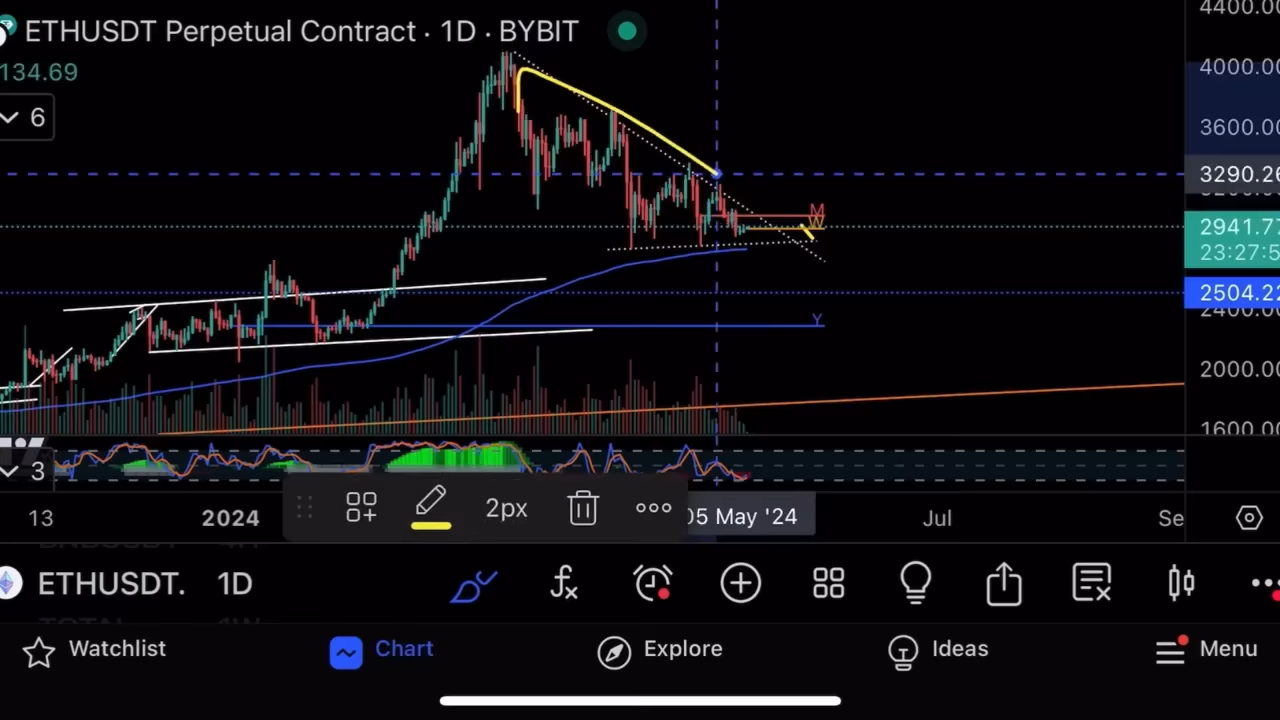 4400.00
ETHUSDT Perpetual Contract · 1D · BYBIT
134.69
4000.00
6
3600.00
3290.26
M
W
2941.77
23:27:5
2504.22
2400.00
Y
2000.00
1600.00
3
13
2024
2px
05 May '24
Jul
Se
ETHUSDT. 1D
Watchlist
Chart
Explore
Ideas
Menu